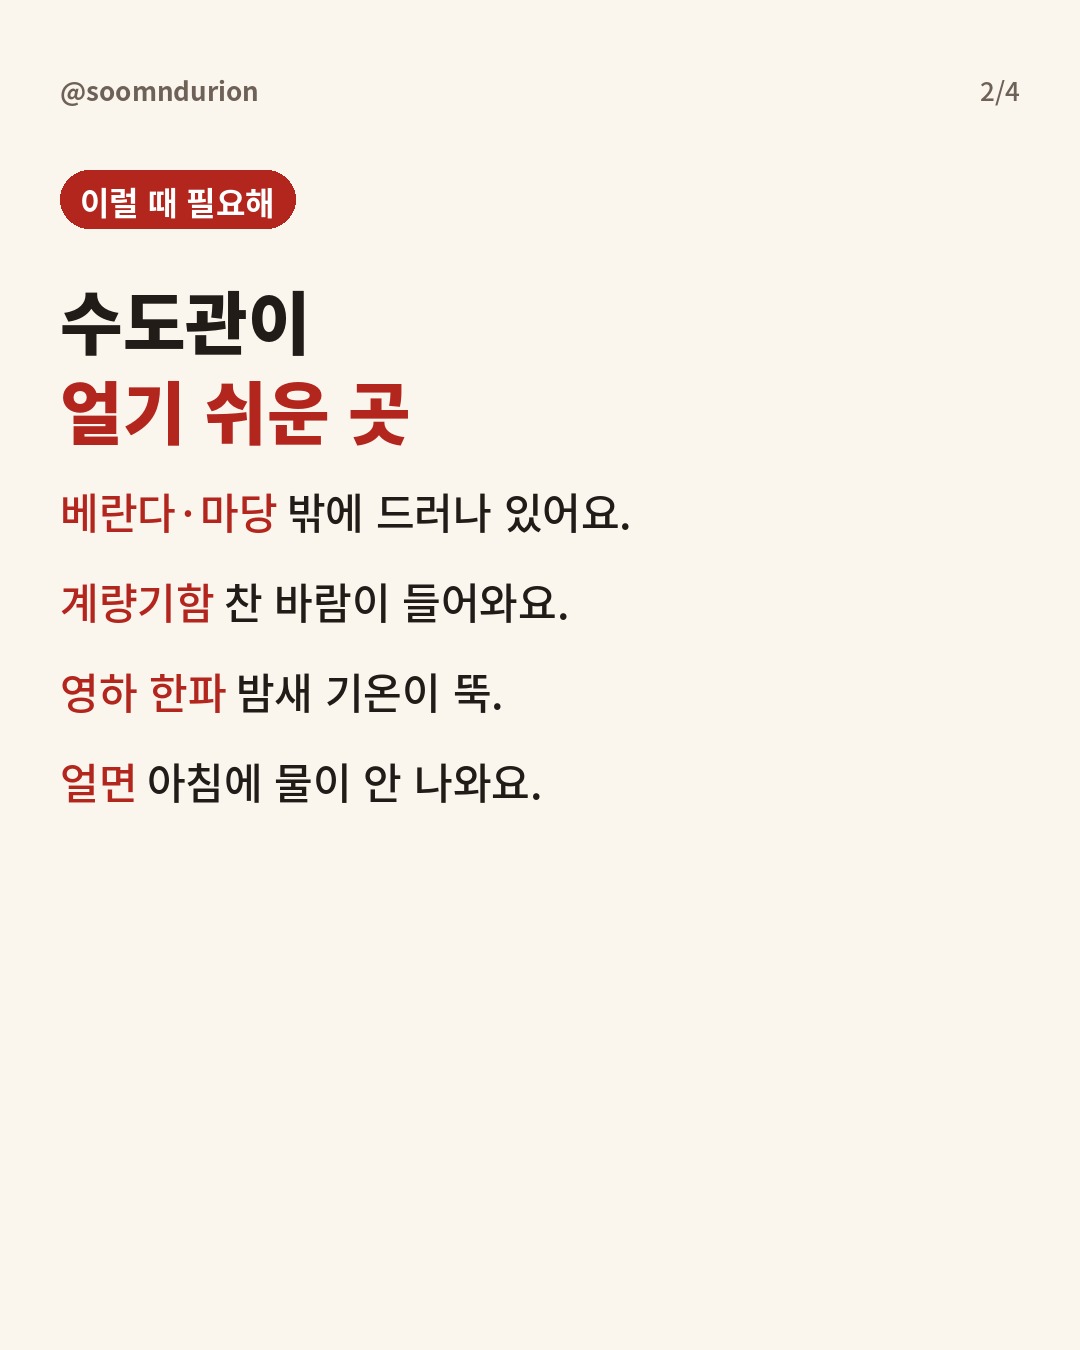 @soomndurion
2/4
이럴 때 필요해
수도관이
얼기 쉬운 곳
베란다·마당 밖에 드러나 있어요.
계량기함 찬 바람이 들어와요.
영하 한파 밤새 기온이 뚝.
얼면 아침에 물이 안 나와요.